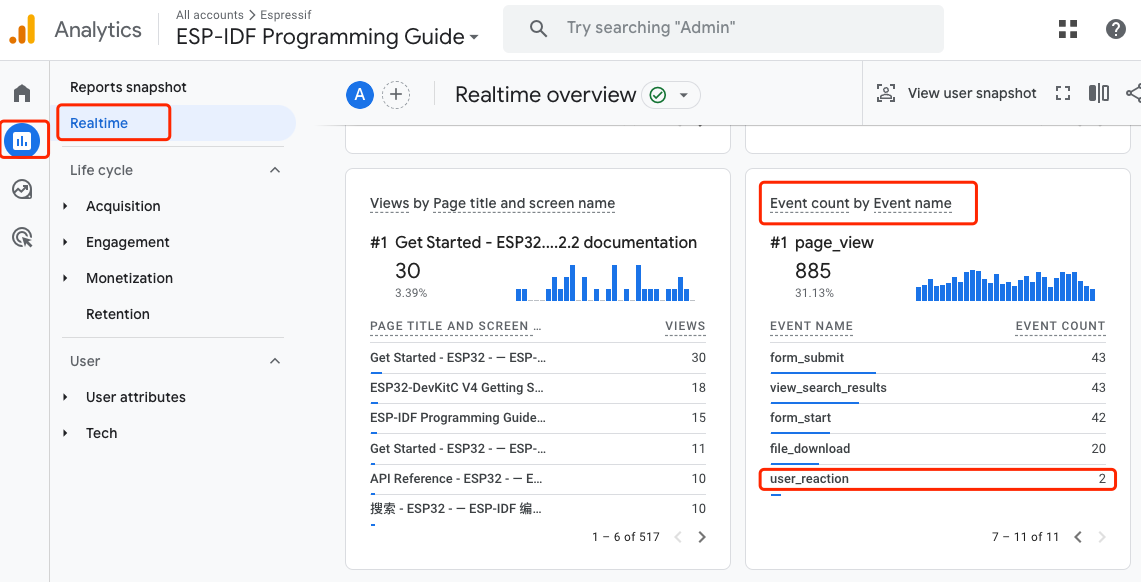 Analytics
All accounts > Espressif
ESP-IDF Programming Guide
Try searching "Admin"
Reports snapshot
Realtime
Life cycle
Acquisition
Engagement
Monetization
Retention
User
User attributes
Tech
A
Realtime overview
View user snapshot
Views by Page title and screen name
#1 Get Started - ESP32....2.2 documentation
30
3.39%
PAGE TITLE AND SCREEN … VIEWS
Get Started - ESP32 - — ESP-… 30
ESP32-DevKitC V4 Getting S… 18
ESP-IDF Programming Guide… 15
Get Started - ESP32 - — ESP-… 11
API Reference - ESP32 - — E… 10
搜索 - ESP32 - — ESP-IDF 编… 10
1 – 6 of 517
Event count by Event name
#1 page_view
885
31.13%
EVENT NAME EVENT COUNT
form_submit 43
view_search_results 43
form_start 42
file_download 20
user_reaction 2
7 – 11 of 11